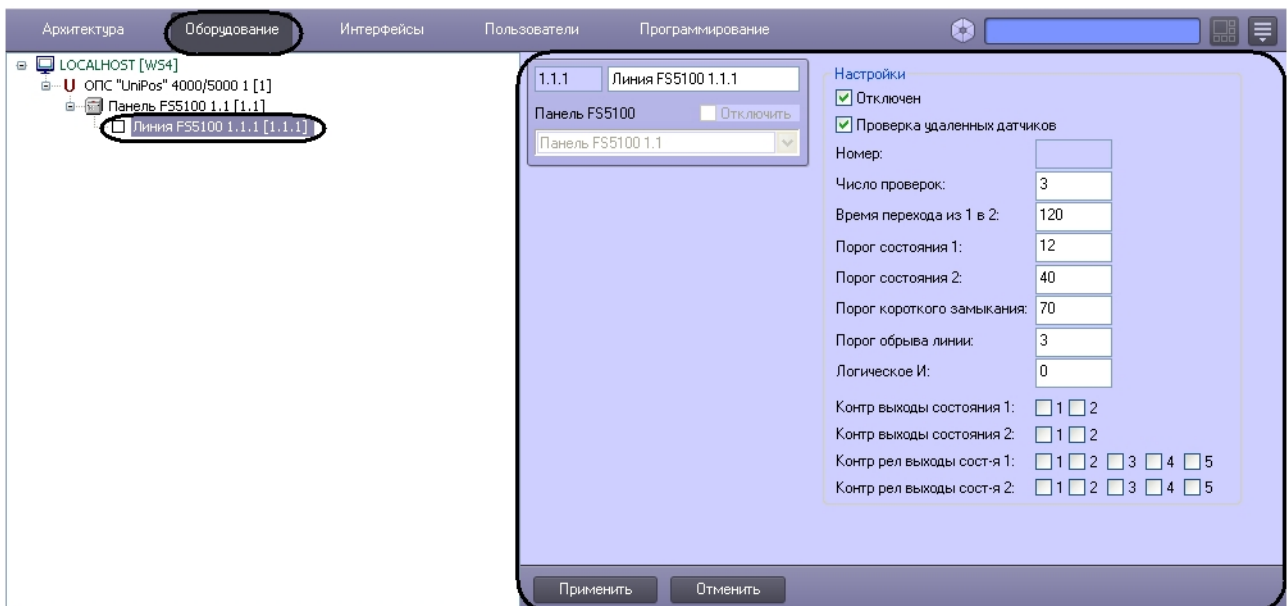 Архитектура Оборудование Интерфейсы Пользователи Программирование
LOCALHOST [WS4]
U ОПС "UniPos" 4000/5000 1 [1]
Панель FS5100 1.1 [1.1]
Линия FS5100 1.1.1 [1.1.1]
1.1.1 Линия FS5100 1.1.1
Панель FS5100 Отключить
Панель FS5100 1.1
Настройки
Отключен
Проверка удаленных датчиков
Номер:
Число проверок: 3
Время перехода из 1 в 2: 120
Порог состояния 1: 12
Порог состояния 2: 40
Порог короткого замыкания: 70
Порог обрыва линии: 3
Логическое И: 0
Контр выходы состояния 1: 1 2
Контр выходы состояния 2: 1 2
Контр рел выходы сост-я 1: 1 2 3 4 5
Контр рел выходы сост-я 2: 1 2 3 4 5
Применить Отменить